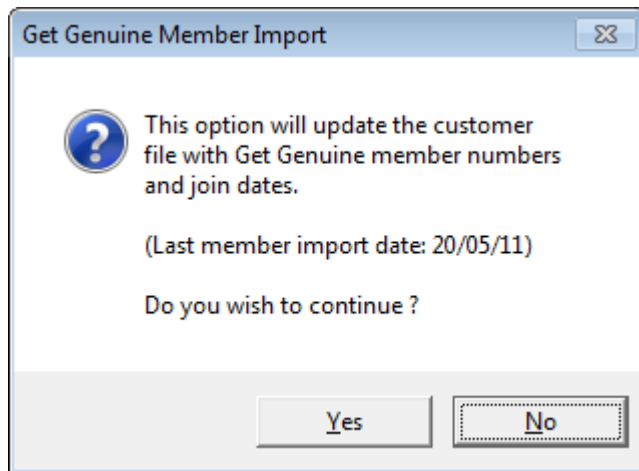 Get Genuine Member Import
This option will update the customer
file with Get Genuine member numbers
and join dates.
(Last member import date: 20/05/11)
Do you wish to continue ?
Yes
No